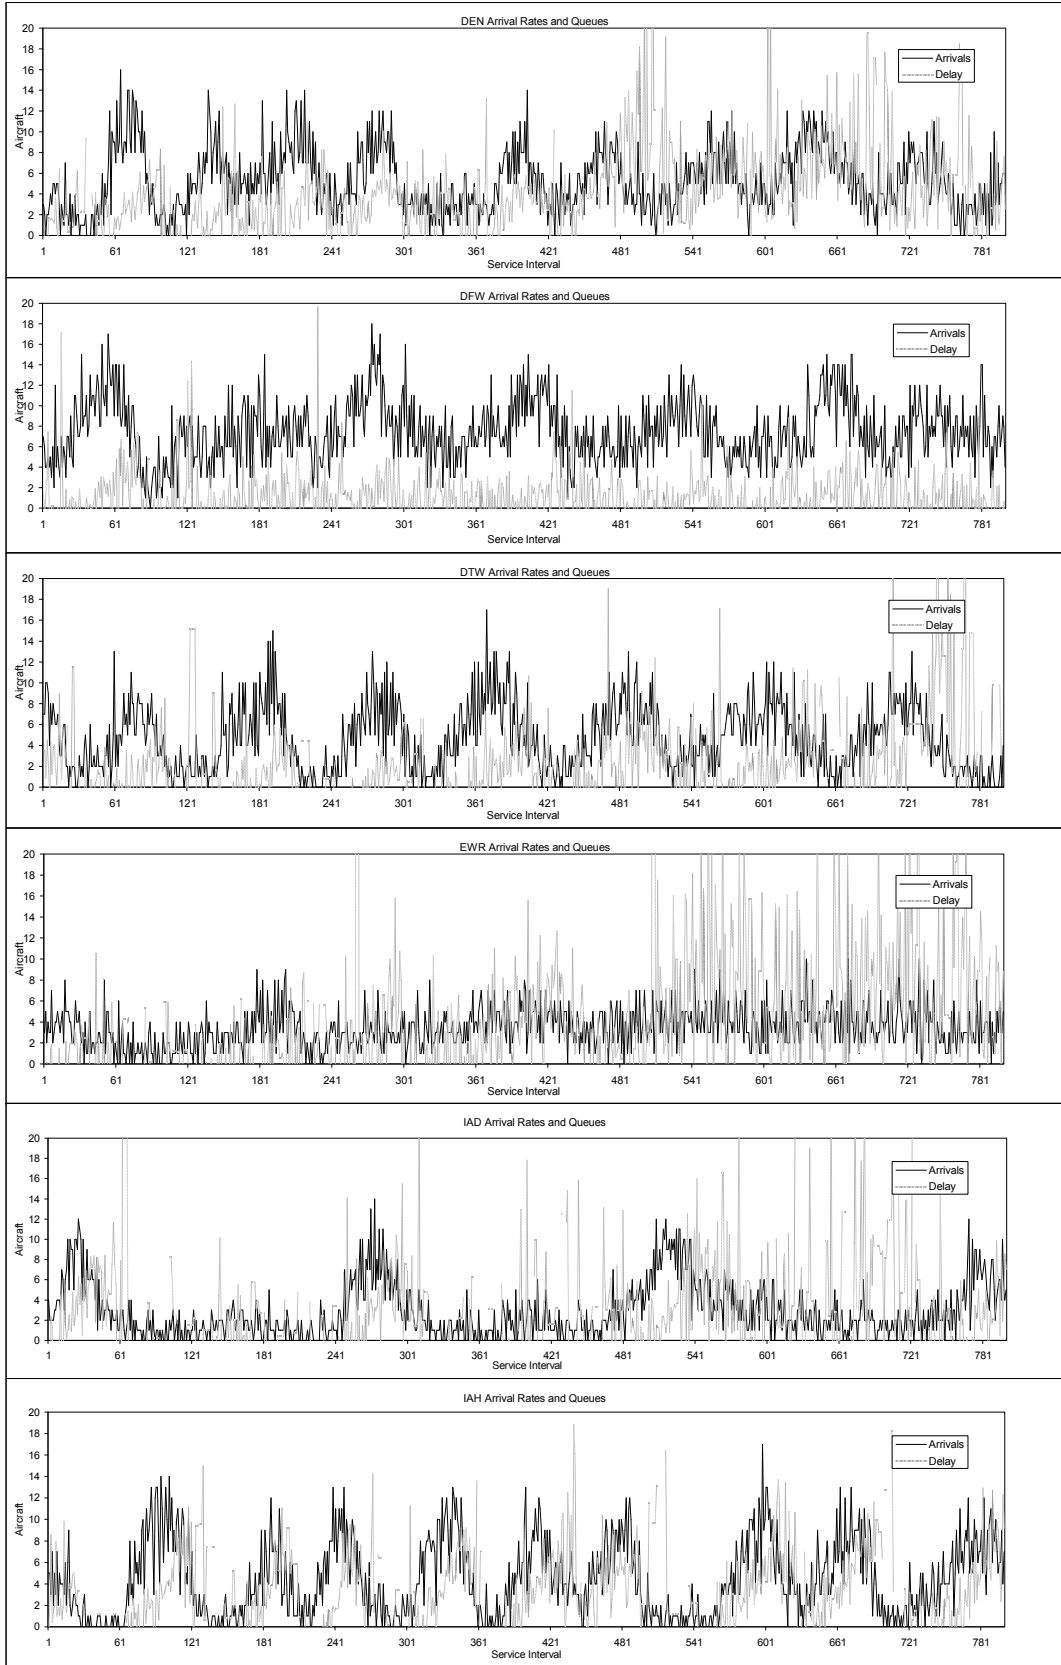 DEN Arrival Rates and Queues
20
18
16
14
12
10
8
6
4
2
0
Aircraft
Arrivals
Delay
1 61 121 181 241 301 361 421 481 541 601 661 721 781
Service Interval
DFW Arrival Rates and Queues
20
18
16
14
12
10
8
6
4
2
0
Aircraft
Arrivals
Delay
1 61 121 181 241 301 361 421 481 541 601 661 721 781
Service Interval
DTW Arrival Rates and Queues
20
18
16
14
12
10
8
6
4
2
0
Aircraft
Arrivals
Delay
1 61 121 181 241 301 361 421 481 541 601 661 721 781
Service Interval
EWR Arrival Rates and Queues
20
18
16
14
12
10
8
6
4
2
0
Aircraft
Arrivals
Delay
1 61 121 181 241 301 361 421 481 541 601 661 721 781
Service Interval
IAD Arrival Rates and Queues
20
18
16
14
12
10
8
6
4
2
0
Aircraft
Arrivals
Delay
1 61 121 181 241 301 361 421 481 541 601 661 721 781
Service Interval
IAH Arrival Rates and Queues
20
18
16
14
12
10
8
6
4
2
0
Aircraft
Arrivals
Delay
1 61 121 181 241 301 361 421 481 541 601 661 721 781
Service Interval